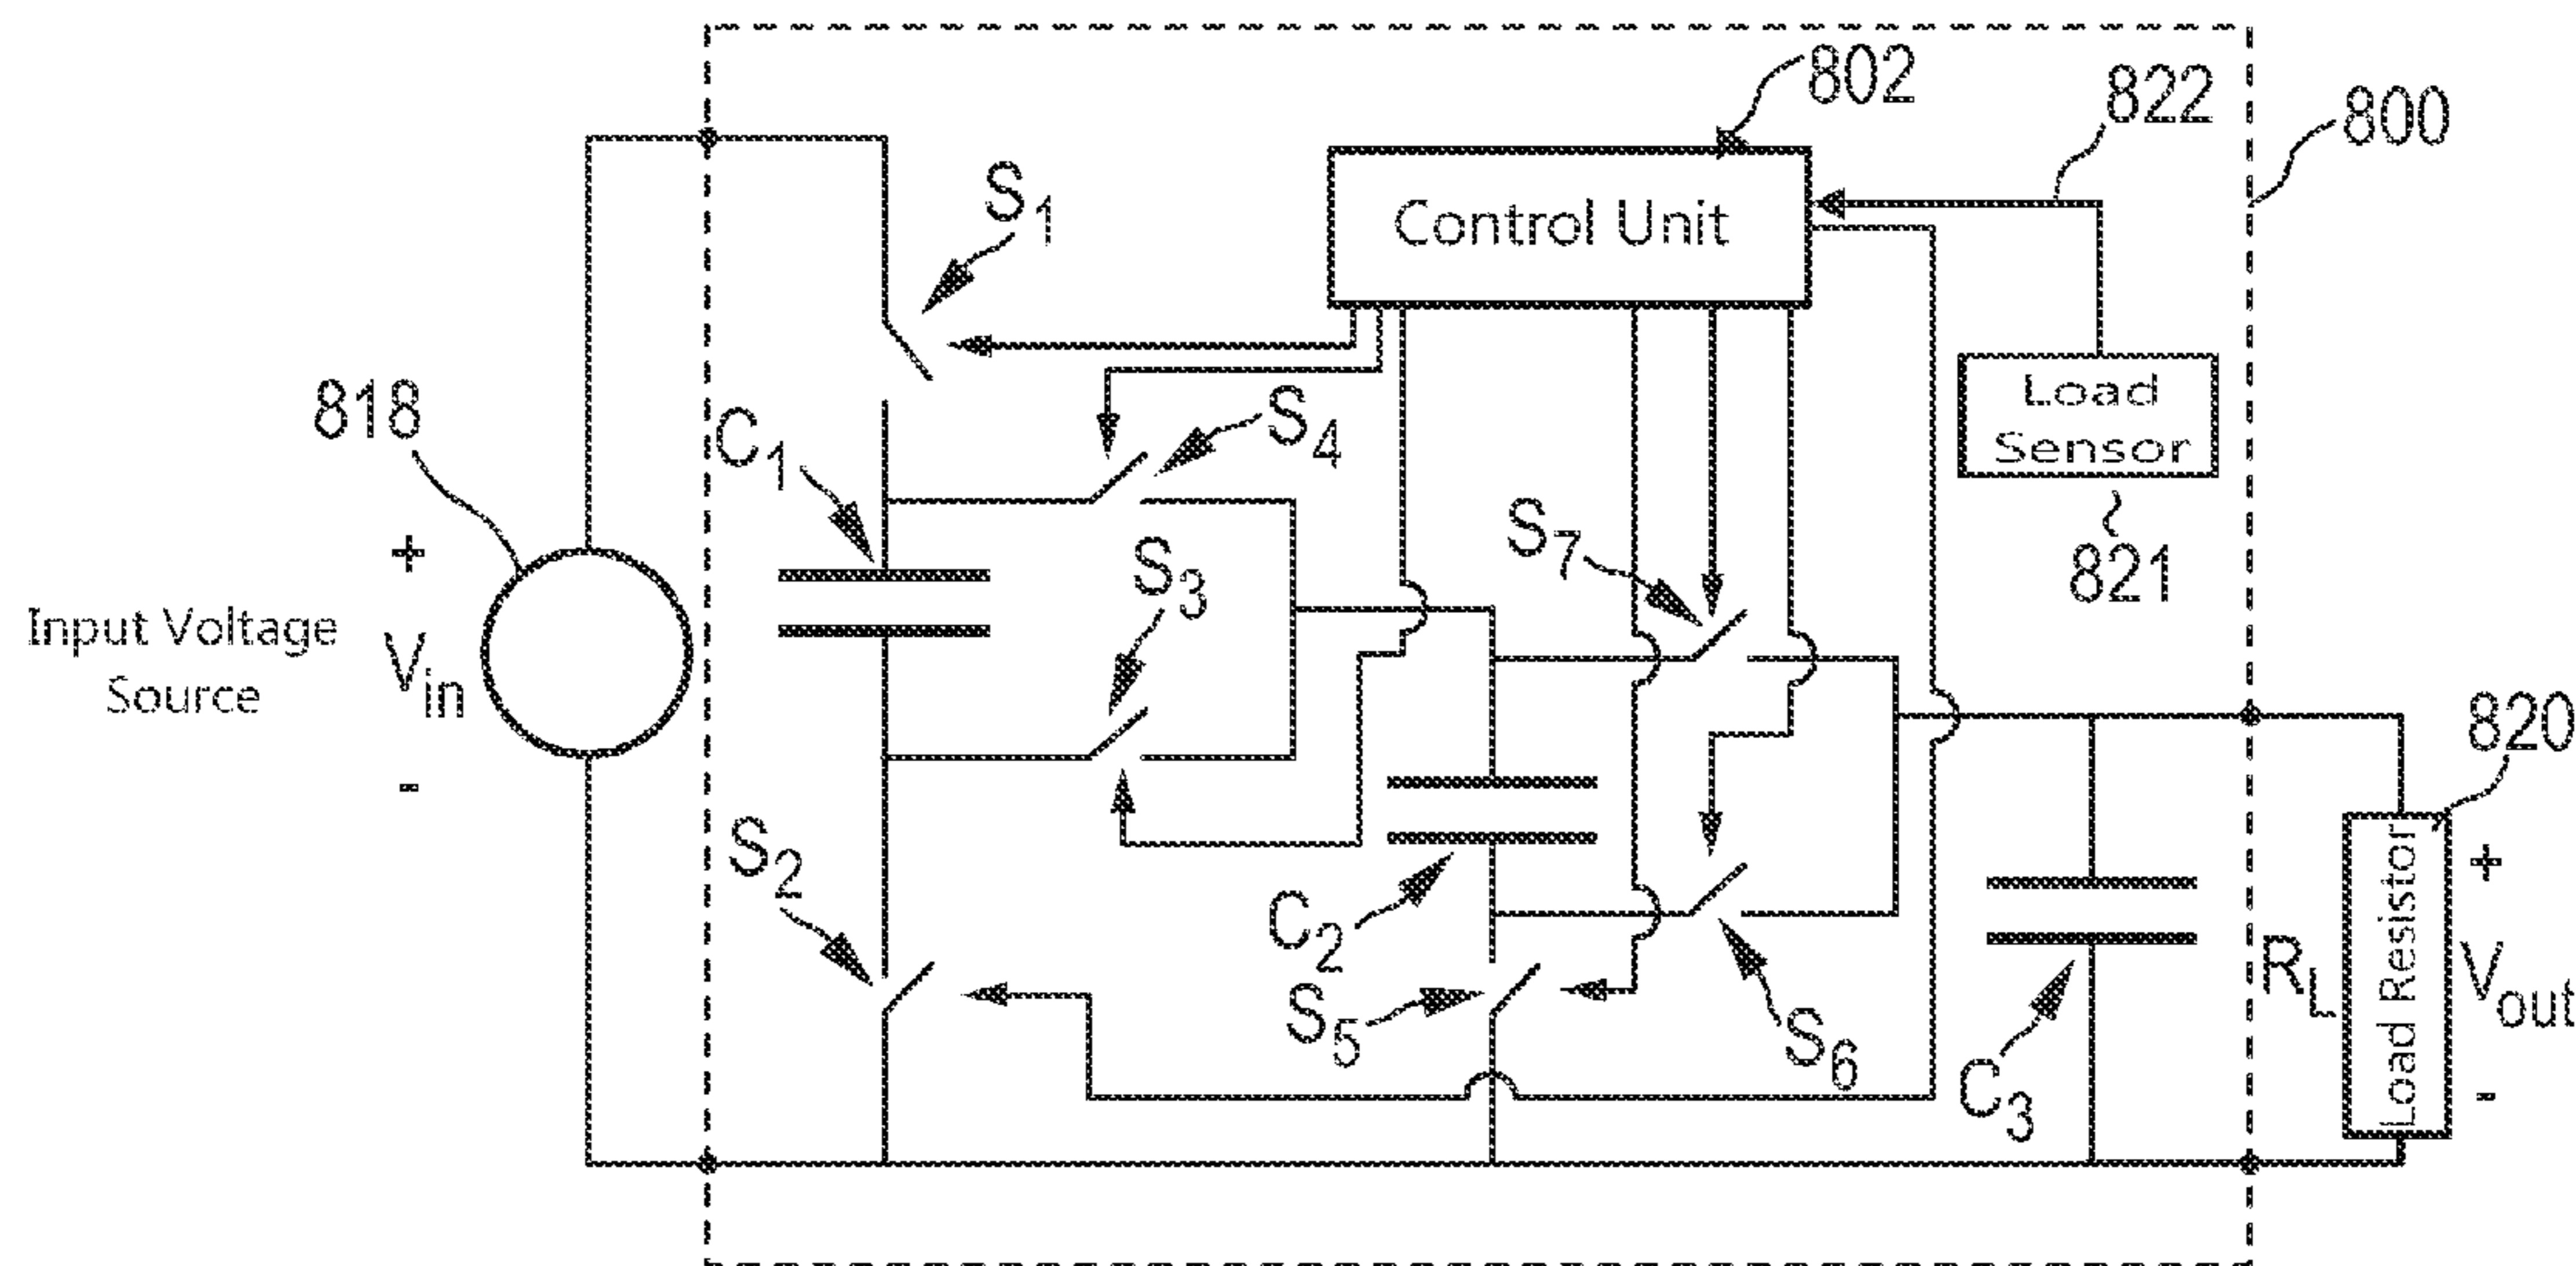 802
822
800
S1
Control Unit
818
C1
S4
Load
Sensor
S7
S3
821
+
Input Voltage
Source
Vin
-
820
S2
C2
S5
S6
C3
RL
Load Resistor
+
Vout
-